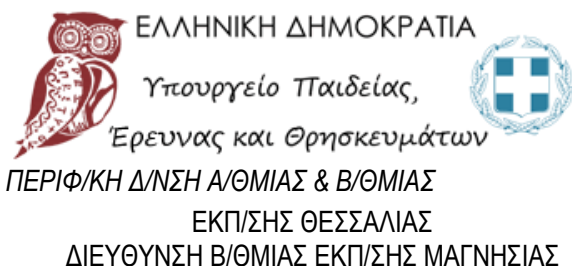 ΕΛΛΗΝΙΚΗ ΔΗΜΟΚΡΑΤΙΑ
Υπουργείο Παιδείας,
Έρευνας και Θρησκευμάτων
ΠΕΡΙΦ/ΚΗ Δ/ΝΣΗ Α/ΘΜΙΑΣ & Β/ΘΜΙΑΣ
ΕΚΠ/ΣΗΣ ΘΕΣΣΑΛΙΑΣ
ΔΙΕΥΘΥΝΣΗ Β/ΘΜΙΑΣ ΕΚΠ/ΣΗΣ ΜΑΓΝΗΣΙΑΣ